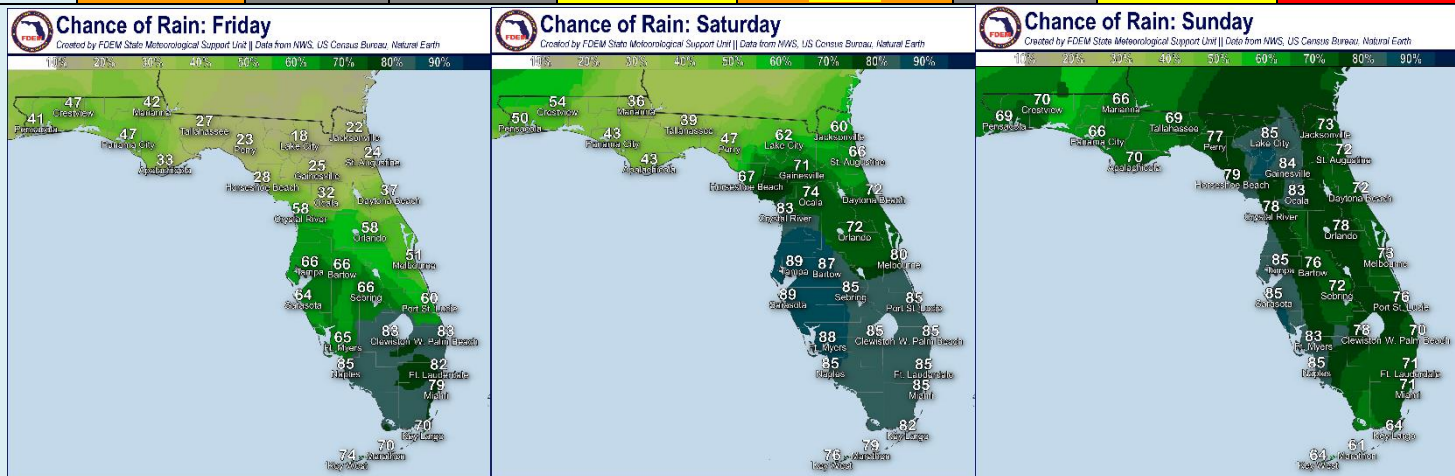 FDEM
Chance of Rain: Friday
Created by FDEM State Meteorological Support Unit || Data from NWS, US Census Bureau, Natural Earth
10% 20% 30% 40% 50% 60% 70% 80% 90%
47
Crestview
42
Marianna
41
Pensacola
47
Panama City
27
Tallahassee
33
Apalachicola
23
Perry
18
Lake City
22
Jacksonville
24
St. Augustine
25
Gainesville
28
Horseshoe Beach
32
Ocala
37
Daytona Beach
58
Crystal River
58
Orlando
51
Melbourne
66
Tampa
66
Bartow
64
Sarasota
66
Sebring
60
Port St. Lucie
65
Ft. Myers
83
Clewiston
83
W. Palm Beach
85
Naples
82
Ft. Lauderdale
79
Miami
70
Key Largo
70
Marathon
74
Key West
FDEM
Chance of Rain: Saturday
Created by FDEM State Meteorological Support Unit || Data from NWS, US Census Bureau, Natural Earth
10% 20% 30% 40% 50% 60% 70% 80% 90%
54
Crestview
36
Marianna
50
Pensacola
43
Panama City
39
Tallahassee
43
Apalachicola
47
Perry
62
Lake City
60
Jacksonville
66
St. Augustine
71
Gainesville
67
Horseshoe Beach
74
Ocala
72
Daytona Beach
83
Crystal River
72
Orlando
80
Melbourne
89
Tampa
87
Bartow
89
Sarasota
85
Sebring
85
Port St. Lucie
88
Ft. Myers
85
Clewiston
85
W. Palm Beach
85
Naples
85
Ft. Lauderdale
85
Miami
82
Key Largo
79
Marathon
76
Key West
FDEM
Chance of Rain: Sunday
Created by FDEM State Meteorological Support Unit || Data from NWS, US Census Bureau, Natural Earth
10% 20% 30% 40% 50% 60% 70% 80% 90%
70
Crestview
66
Marianna
69
Pensacola
66
Panama City
69
Tallahassee
70
Apalachicola
77
Perry
85
Lake City
73
Jacksonville
72
St. Augustine
84
Gainesville
79
Horseshoe Beach
83
Ocala
72
Daytona Beach
78
Crystal River
78
Orlando
73
Melbourne
85
Tampa
76
Bartow
85
Sarasota
72
Sebring
76
Port St. Lucie
83
Ft. Myers
78
Clewiston
70
W. Palm Beach
85
Naples
71
Ft. Lauderdale
71
Miami
64
Key Largo
61
Marathon
64
Key West